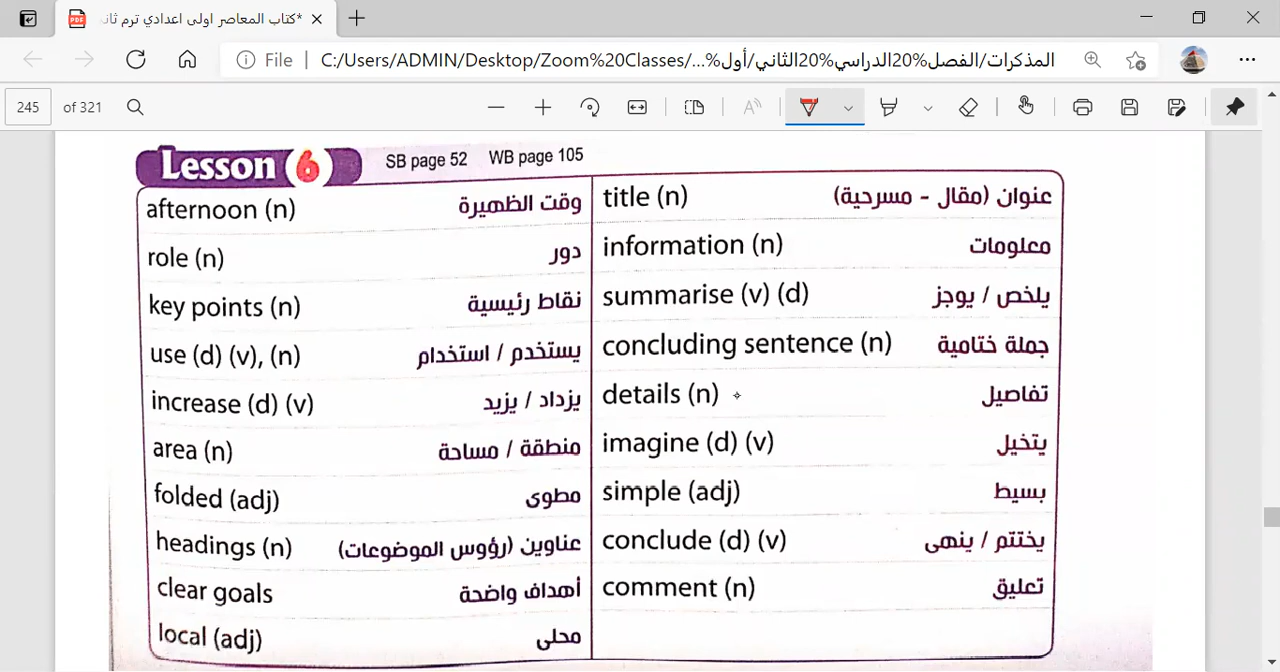 *كتاب المعاصر اولى اعدادي ترم ثان
File
C:/Users/ADMIN/Desktop/Zoom%20Classes/المذكرات/الفصل%20الدراسي%20الثاني/أول%...
245 of 321
Lesson 6 SB page 52 WB page 105
afternoon (n) وقت الظهيرة
role (n) دور
key points (n) نقاط رئيسية
use (d) (v), (n) يستخدم / استخدام
increase (d) (v) يزداد / يزيد
area (n) منطقة / مساحة
folded (adj) مطوى
headings (n) عناوين (رؤوس الموضوعات)
clear goals أهداف واضحة
local (adj) محلى
title (n) عنوان (مقال - مسرحية)
information (n) معلومات
summarise (v) (d) يلخص / يوجز
concluding sentence (n) جملة ختامية
details (n) تفاصيل
imagine (d) (v) يتخيل
simple (adj) بسيط
conclude (d) (v) يختتم / ينهى
comment (n) تعليق